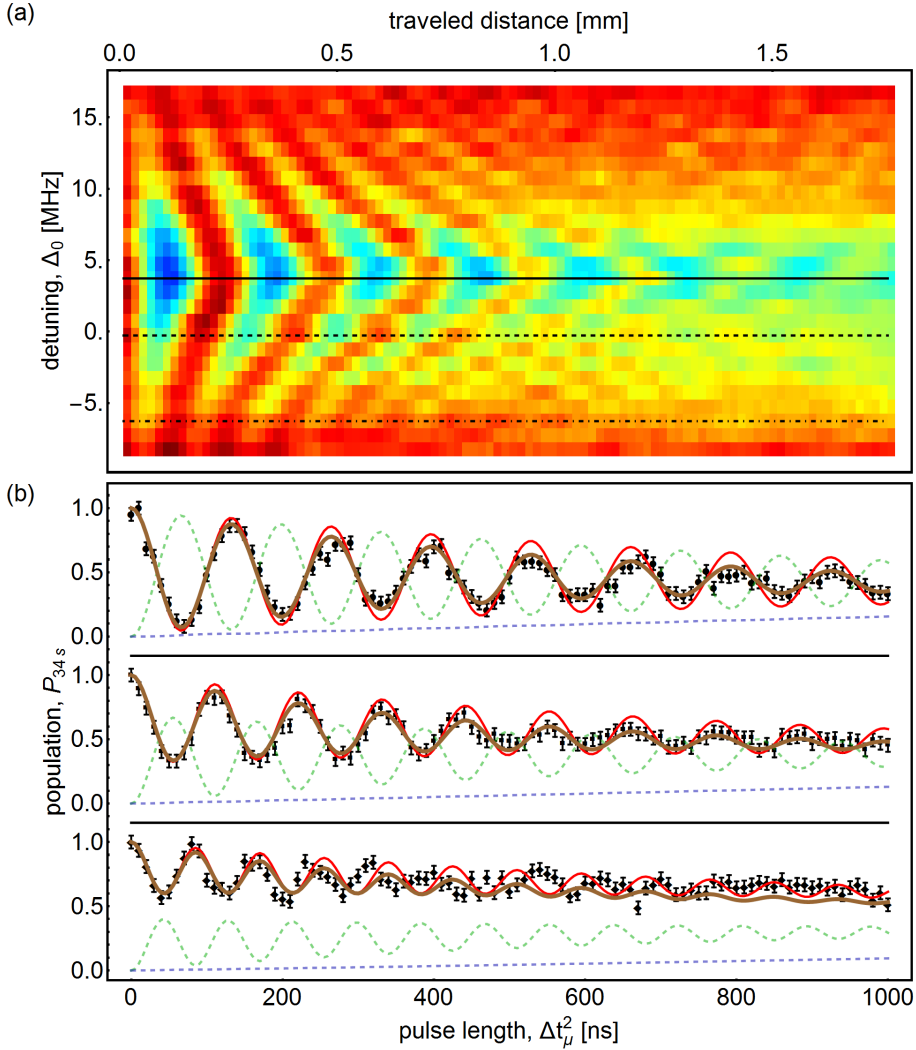 (a)
traveled distance [mm]
0.0 0.5 1.0 1.5
detuning, Δ₀ [MHz]
15.
10.
5.
0.
−5.
(b)
population, P₃₄ ₛ
1.0
0.5
0.0
1.0
0.5
0.0
1.0
0.5
0.0
0 200 400 600 800 1000
pulse length, Δt²μ [ns]